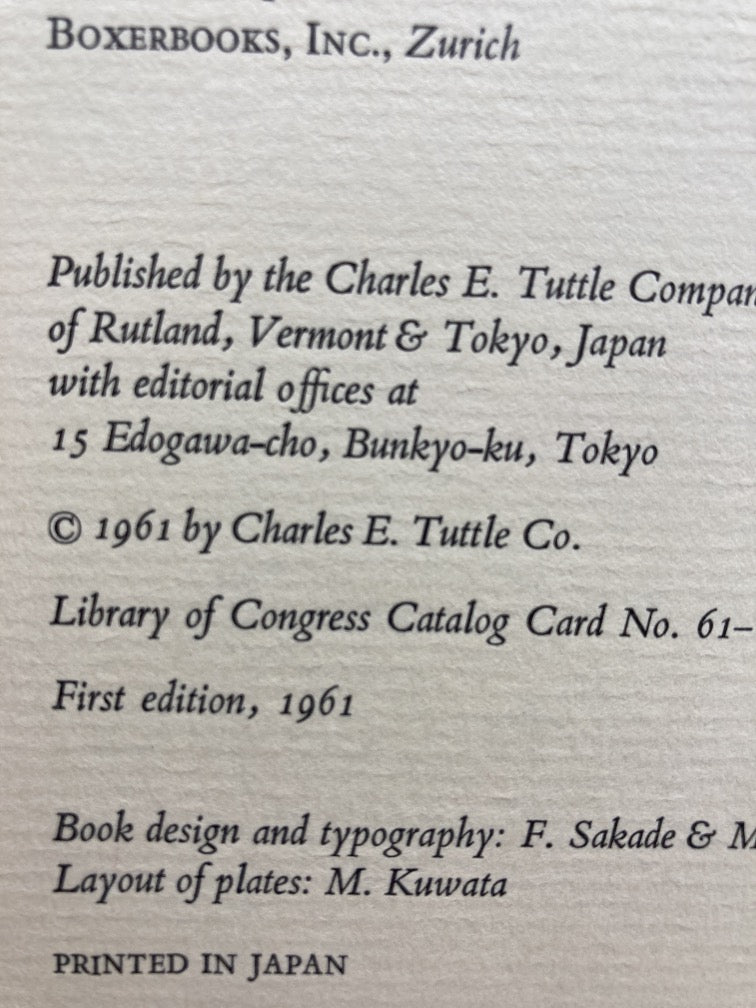 BOXERBOOKS, INC., Zurich
Published by the Charles E. Tuttle
of Rutland, Vermont & Tokyo, Japan
with editorial offices at
15 Edogawa-cho, Bunkyo-ku, Tokyo
© 1961 by Charles E. Tuttle Co.
Library of Congress Catalog Card No. 61–
First edition, 1961
Book design and typography: F. Sakade & M
Layout of plates: M. Kuwata
PRINTED IN JAPAN